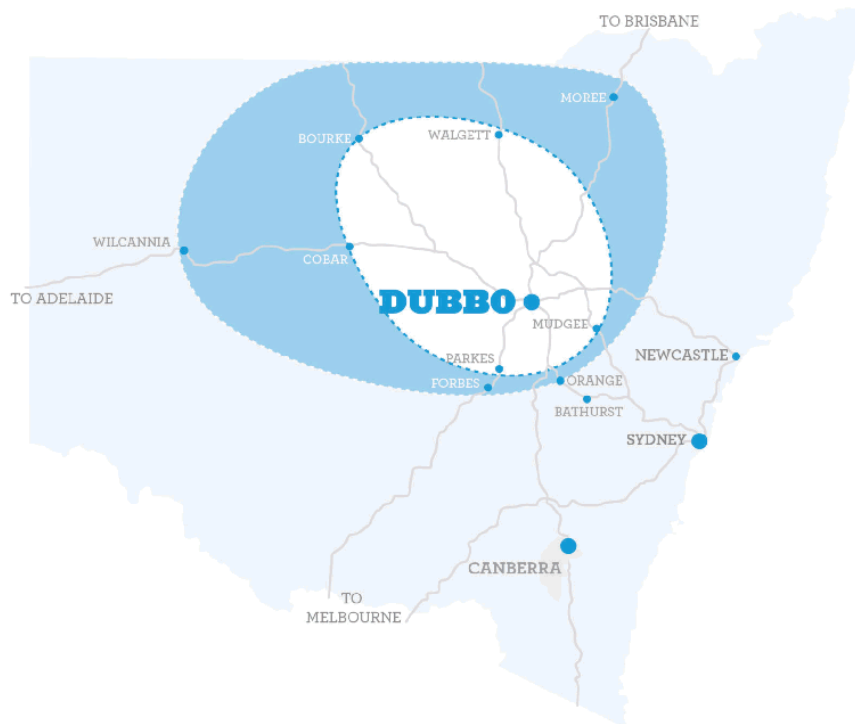 TO BRISBANE
MOREE
BOURKE
WALGETT
WILCANNIA
COBAR
TO ADELAIDE
DUBBO
MUDGEE
NEWCASTLE
PARKES
FORBES
ORANGE
BATHURST
SYDNEY
CANBERRA
TO
MELBOURNE